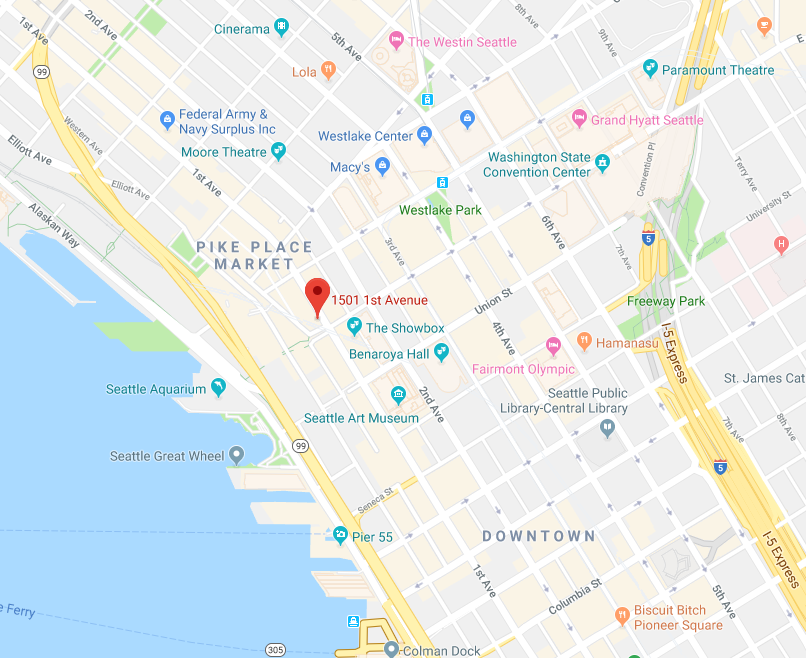 1st Ave
2nd Ave
Cinerama
5th Ave
The Westin Seattle
8th Ave
9th Ave
E
Lola
99
Paramount Theatre
Federal Army &
Navy Surplus Inc
Western Ave
Westlake Center
Grand Hyatt Seattle
Elliott Ave
Moore Theatre
Macy's
Washington State
Convention Center
Convention Pl
Terry Ave
Elliott Ave
1st Ave
Alaskan Way
Westlake Park
University St
6th Ave
3rd Ave
7th Ave
5
H
PIKE PLACE
MARKET
1501 1st Avenue
Union St
Freeway Park
The Showbox
4th Ave
Benaroya Hall
Hamanasu
I-5 Express
Fairmont Olympic
St. James Cat
Seattle Aquarium
2nd Ave
Seattle Public
Library-Central Library
Seattle Art Museum
7th Ave
8th Ave
99
Seattle Great Wheel
5
Seneca St
Pier 55
DOWNTOWN
I-5 Express
1st Ave
Columbia St
5th Ave
e Ferry
Biscuit Bitch
Pioneer Square
305
Colman Dock